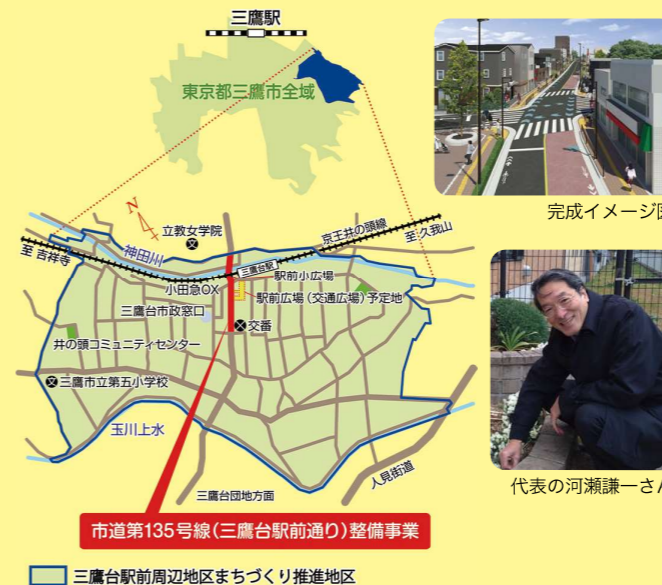 三鷹駅
東京都三鷹市全域
完成イメージ図
N
立教女学院
神田川
京王井の頭線
至 久我山
至 吉祥寺
三鷹台駅
小田急OX
駅前小広場
駅前広場(交通広場)予定地
三鷹台市政窓口
交番
井の頭コミュニティセンター
三鷹市立第五小学校
玉川上水
人見街道
三鷹台団地方面
代表の河瀬謙一さん
市道第135号線(三鷹台駅前通り)整備事業
三鷹台駅前周辺地区まちづくり推進地区